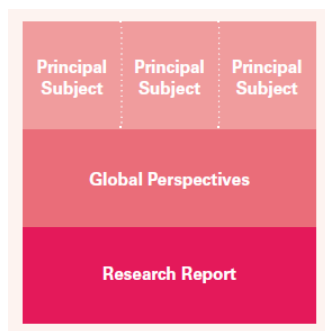 Principal Principal Principal
Subject Subject Subject
Global Perspectives
Research Report